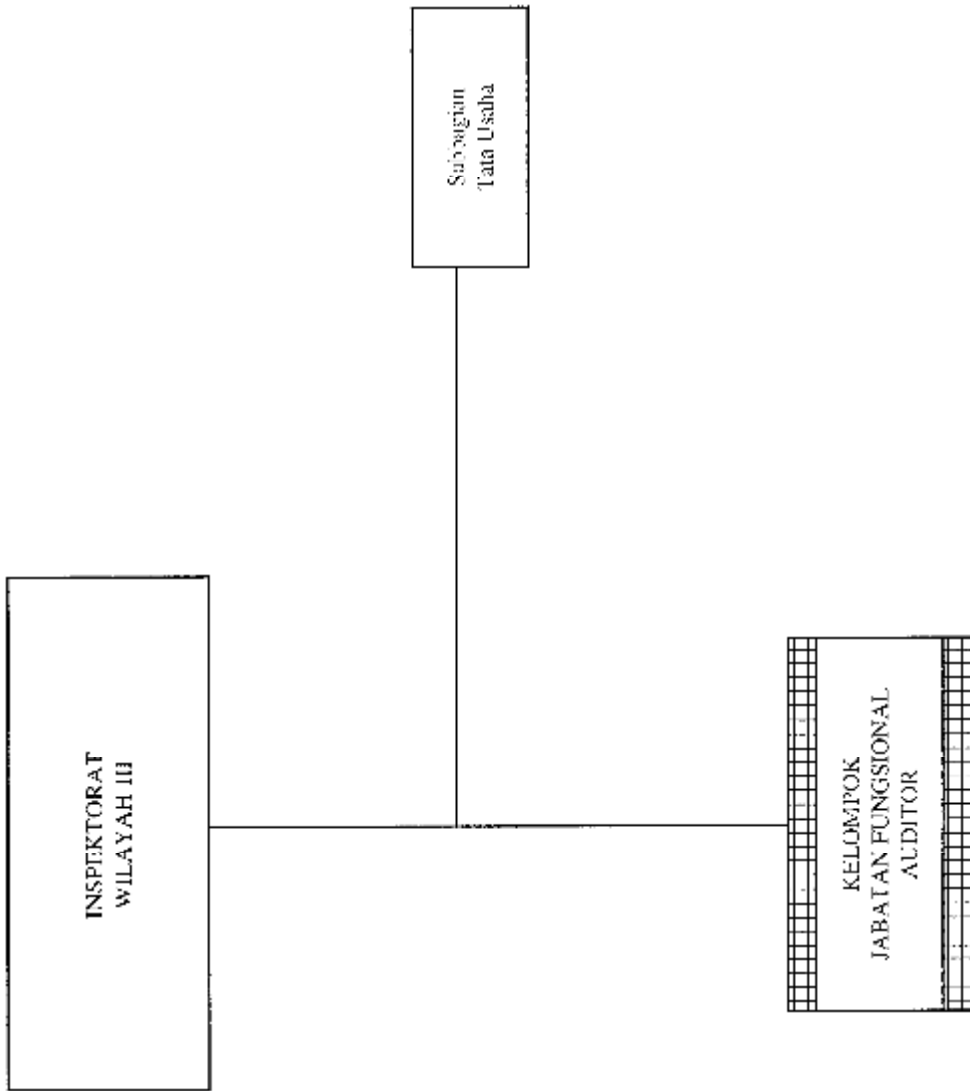 INSPEKTORAT
WILAYAH III
Subbagian
Tata Usaha
KELOMPOK
JABATAN FUNGSIONAL
AUDITOR